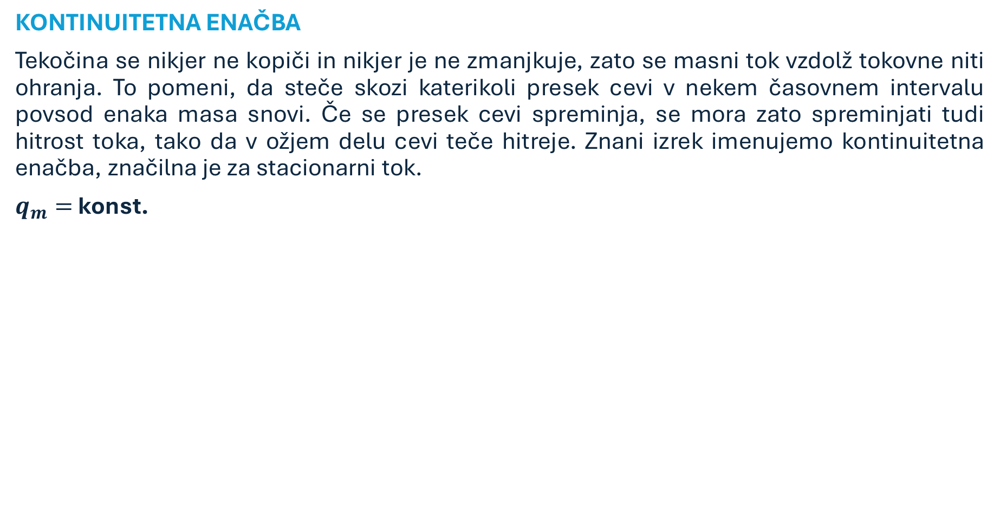 KONTINUITETNA ENAČBA
Tekočina se nikjer ne kopiči in nikjer je ne zmanjkuje, zato se masni tok vzdolž tokovne niti
ohranja. To pomeni, da steče skozi katerikoli presek cevi v nekem časovnem intervalu
povsod enaka masa snovi. Če se presek cevi spreminja, se mora zato spreminjati tudi
hitrost toka, tako da v ožjem delu cevi teče hitreje. Znani izrek imenujemo kontinuitetna
enačba, značilna je za stacionarni tok.
q_m = konst.